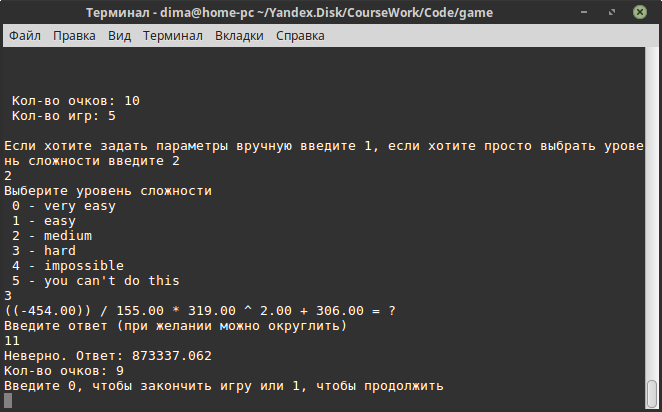 Терминал - dima@home-pc ~/Yandex.Disk/CourseWork/Code/game
Файл Правка Вид Терминал Вкладки Справка
Кол-во очков: 10
Кол-во игр: 5
Если хотите задать параметры вручную введите 1, если хотите просто выбрать урове
нь сложности введите 2
2
Выберите уровень сложности
0 - very easy
1 - easy
2 - medium
3 - hard
4 - impossible
5 - you can't do this
3
((-454.00)) / 155.00 * 319.00 ^ 2.00 + 306.00 = ?
Введите ответ (при желании можно округлить)
11
Неверно. Ответ: 873337.062
Кол-во очков: 9
Введите 0, чтобы закончить игру или 1, чтобы продолжить